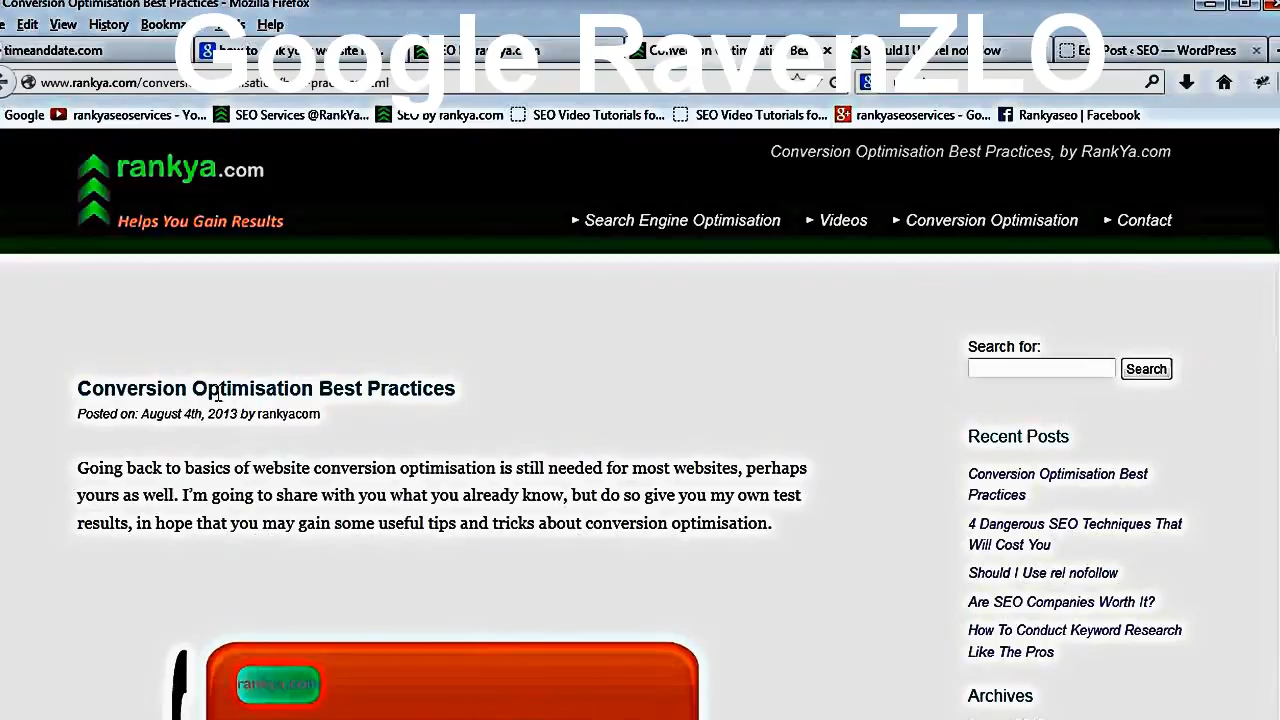 Conversion Optimisation Best Practices - Mozilla Firefox
Edit View History
Help
Google RavenZLO
timeanddate.com
WordPress
www.rankya.com/
Google rankyaseoservices - Yo... SEO Services @RankYa... SEO by rankya.com SEO Video Tutorials fo... SEO Video Tutorials fo... rankyaseoservices - Go... Rankyaseo | Facebook
rankya.com
Helps You Gain Results
Conversion Optimisation Best Practices, by RankYa.com
Search Engine Optimisation Videos Conversion Optimisation Contact
Conversion Optimisation Best Practices
Posted on: August 4th, 2013 by rankyacom
Going back to basics of website conversion optimisation is still needed for most websites, perhaps
yours as well. I'm going to share with you what you already know, but do so give you my own test
results, in hope that you may gain some useful tips and tricks about conversion optimisation.
rankya.com
Search for:
Search
Recent Posts
Conversion Optimisation Best
Practices
4 Dangerous SEO Techniques That
Will Cost You
Should I Use rel nofollow
Are SEO Companies Worth It?
How To Conduct Keyword Research
Like The Pros
Archives